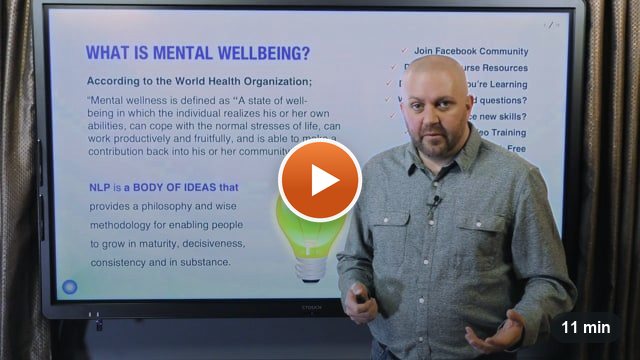 WHAT IS MENTAL WELLBEING?
According to the World Health Organization;
"Mental wellness is defined as "A state of well-
being in which the individual realizes his or her own
abilities, can cope with the normal stresses of life, can
work productively and fruitfully, and is able to make a
contribution back into his or her community
NLP is a BODY OF IDEAS that
provides a philosophy and wise
methodology for enabling people
to grow in maturity, decisiveness,
consistency and in substance.
✓ Join Facebook Community
✓ urse Resources
✓ u're Learning
✓ d questions?
✓ ce new skills?
eo Training
Free
CTOUCH
11 min